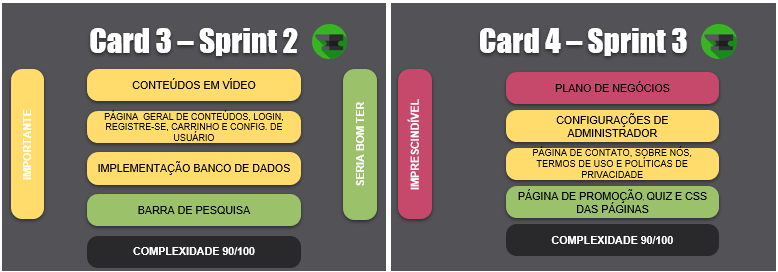 Card 3 – Sprint 2
IMPORTANTE
CONTEÚDOS EM VÍDEO
PÁGINA GERAL DE CONTEÚDOS, LOGIN,
REGISTRE-SE, CARRINHO E CONFIG. DE
USUÁRIO
IMPLEMENTAÇÃO BANCO DE DADOS
BARRA DE PESQUISA
COMPLEXIDADE 90/100
SERIA BOM TER
Card 4 – Sprint 3
IMPRESCINDÍVEL
PLANO DE NEGÓCIOS
CONFIGURAÇÕES DE
ADMINISTRADOR
PÁGINA DE CONTATO, SOBRE NÓS,
TERMOS DE USO E POLÍTICAS DE
PRIVACIDADE
PÁGINA DE PROMOÇÃO, QUIZ E CSS
DAS PÁGINAS
COMPLEXIDADE 90/100